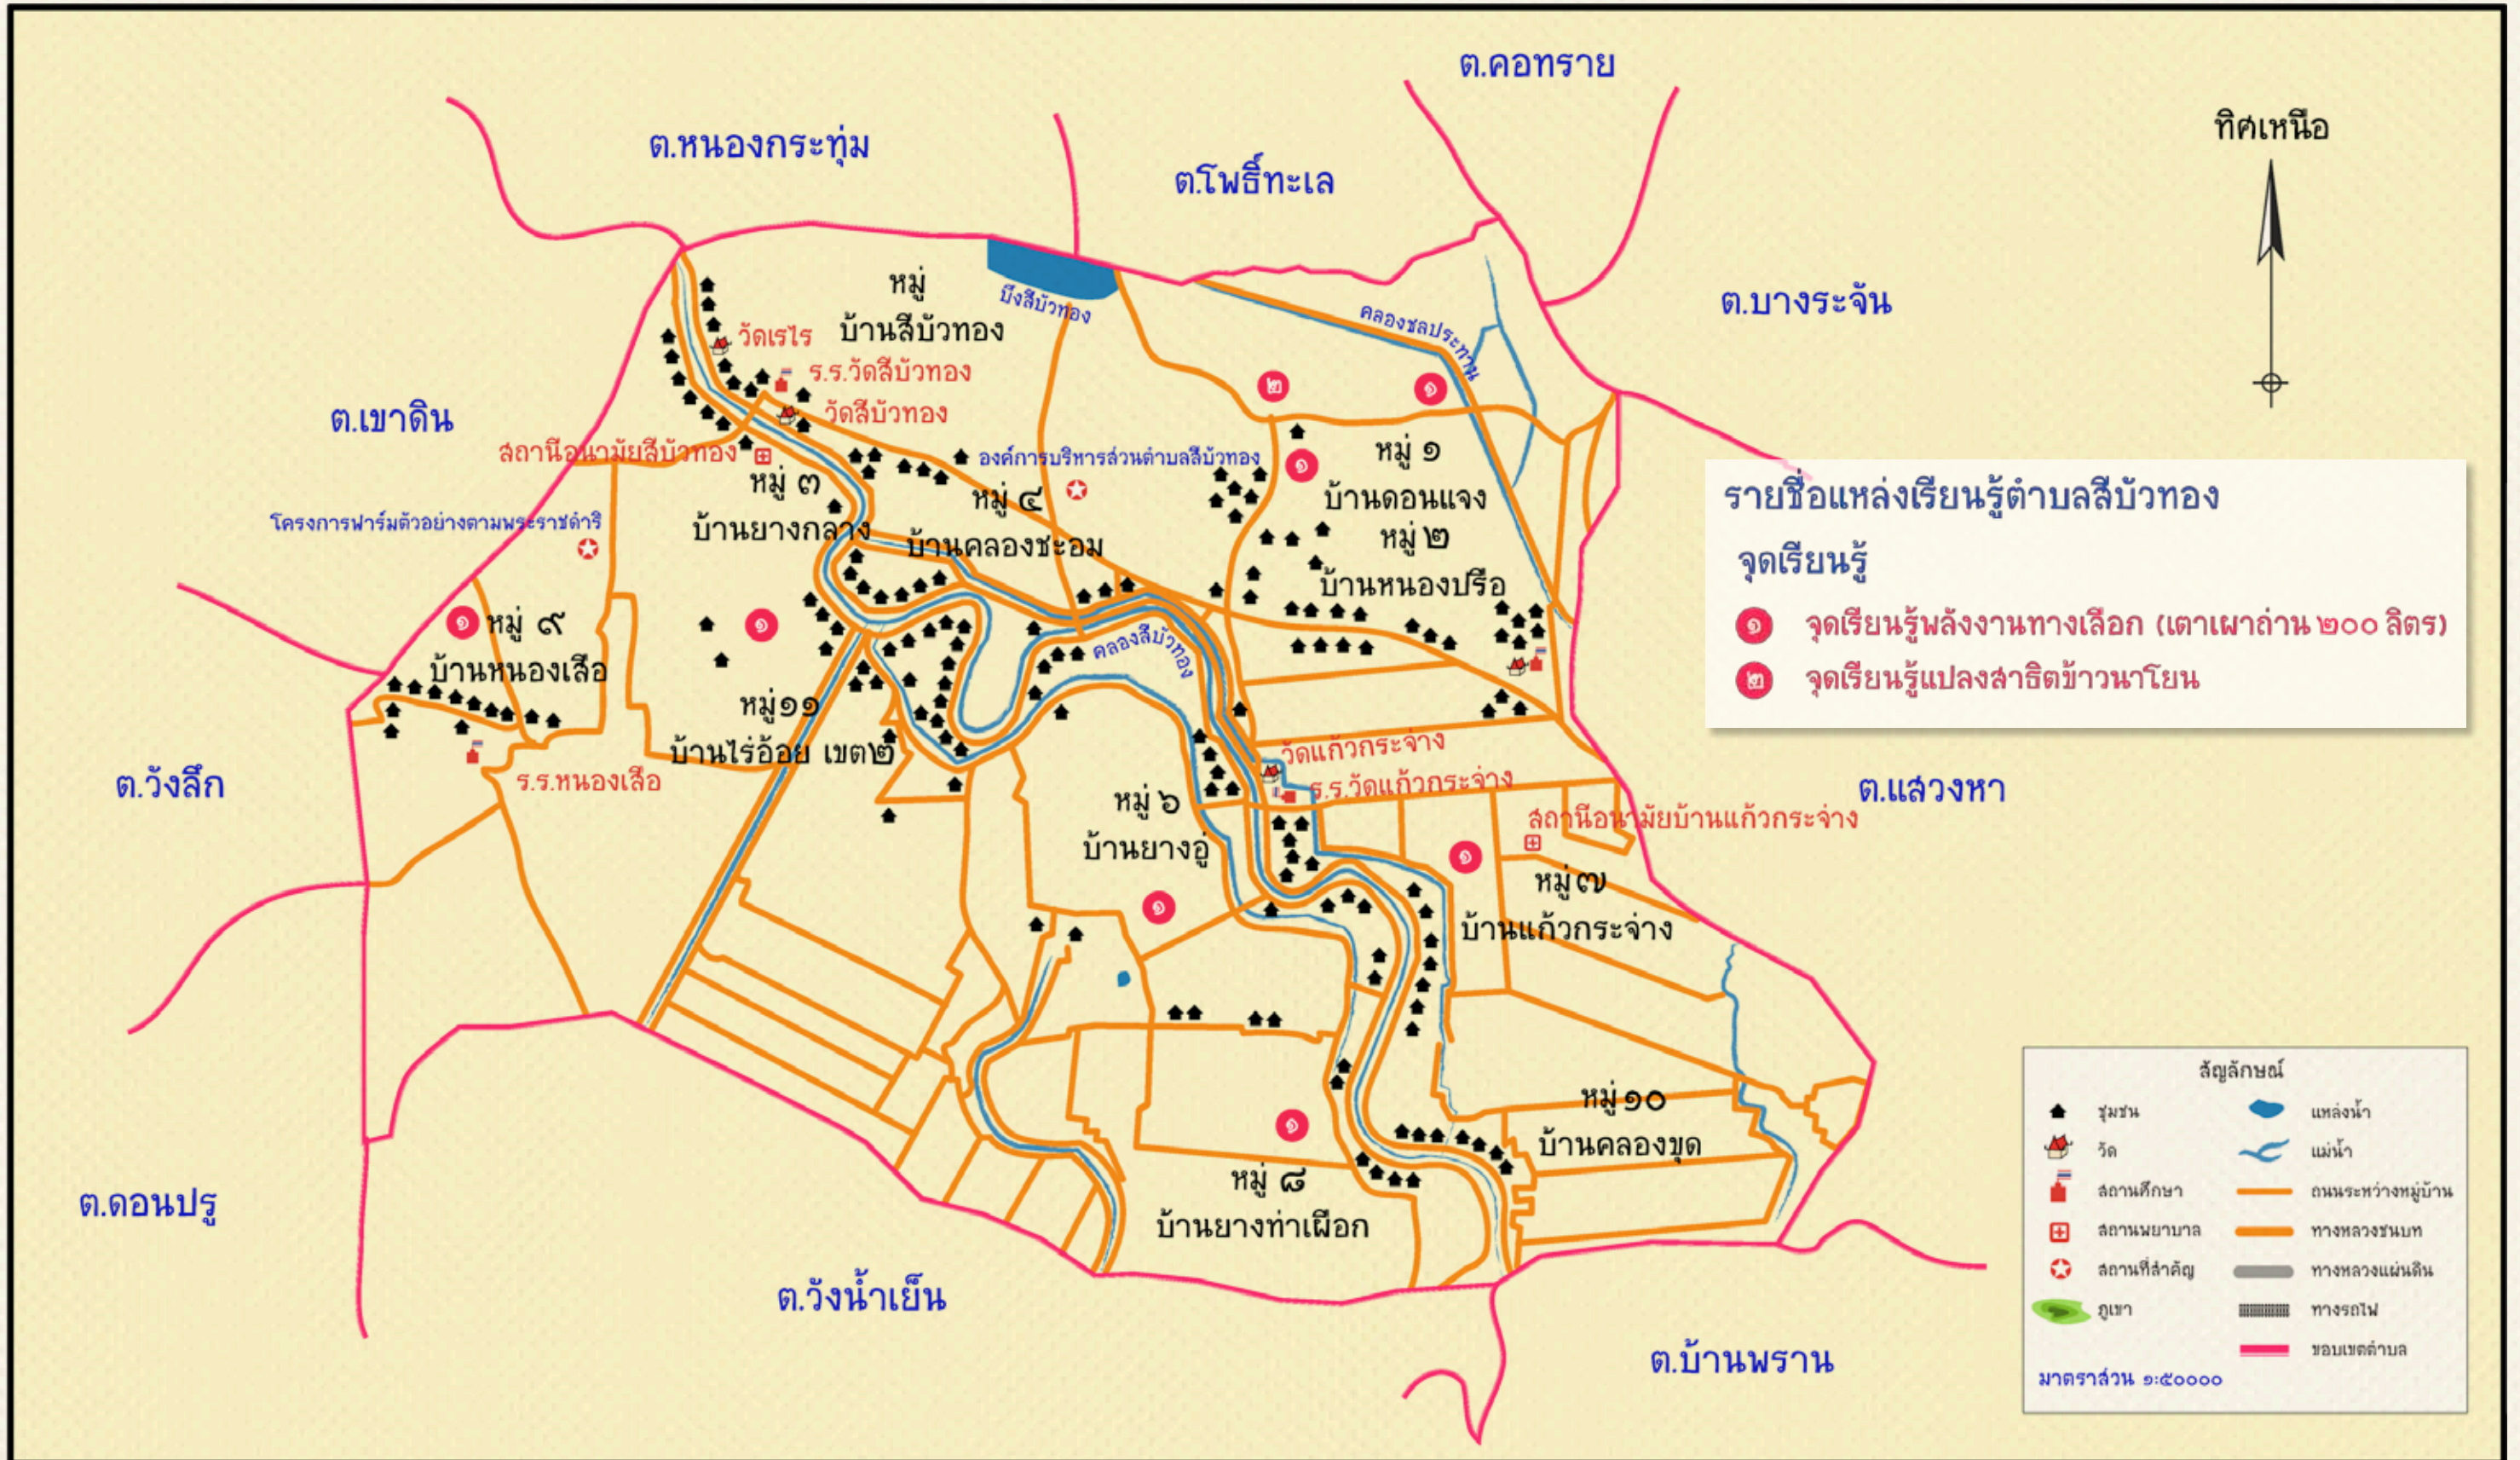 ต.คอทราย
ต.หนองกระทุ่ม
ต.โพธิ์ทะเล
ทิศเหนือ
ต.บางระจัน
ต.เขาดิน
หมู่
บ้านสีบัวทอง
บึงสีบัวทอง
คลองชลประทาน
วัดเรไร
ร.ร.วัดสีบัวทอง
วัดสีบัวทอง
๒
๑
สถานีอนามัยสีบัวทอง
องค์การบริหารส่วนตำบลสีบัวทอง
๑
หมู่ ๑
บ้านดอนแจง
หมู่ ๓
บ้านยางกลาง
หมู่ ๔
บ้านคลองชะอม
หมู่ ๒
บ้านหนองปรือ
โครงการฟาร์มตัวอย่างตามพระราชดำริ
รายชื่อแหล่งเรียนรู้ตำบลสีบัวทอง
จุดเรียนรู้
๑ จุดเรียนรู้พลังงานทางเลือก (เตาเผาถ่าน ๒๐๐ ลิตร)
๒ จุดเรียนรู้แปลงสาธิตข้าวนาโยน
๑
หมู่ ๙
บ้านหนองเสือ
๑
คลองสีบัวทอง
หมู่๑๑
บ้านไร่อ้อย เขต๒
ร.ร.หนองเสือ
ต.วังลึก
วัดแก้วกระจ่าง
ร.ร.วัดแก้วกระจ่าง
ต.แสวงหา
หมู่ ๖
บ้านยางอู่
๑
สถานีอนามัยบ้านแก้วกระจ่าง
๑
หมู่ ๗
บ้านแก้วกระจ่าง
๑
หมู่ ๘
บ้านยางท่าเผือก
หมู่ ๑๐
บ้านคลองขุด
ต.ดอนปรู
ต.วังน้ำเย็น
ต.บ้านพราน
สัญลักษณ์
ชุมชน
วัด
สถานศึกษา
สถานพยาบาล
สถานที่สำคัญ
ภูเขา
แหล่งน้ำ
แม่น้ำ
ถนนระหว่างหมู่บ้าน
ทางหลวงชนบท
ทางหลวงแผ่นดิน
ทางรถไฟ
ขอบเขตตำบล
มาตราส่วน ๑:๕๐๐๐๐